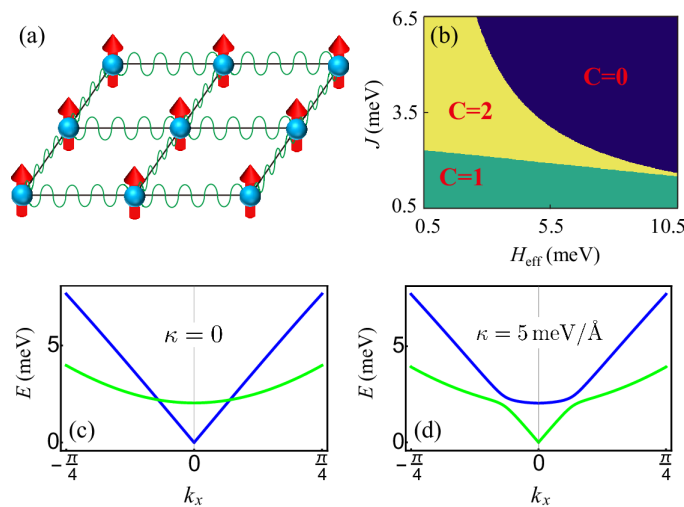 (a)
(b)
6.5
3.5
0.5
J (meV)
C=0
C=2
C=1
0.5
5.5
10.5
H_eff (meV)
E (meV)
5
0
κ = 0
(c)
−π/4
0
π/4
k_x
E (meV)
5
0
κ = 5 meV/Å
(d)
−π/4
0
π/4
k_x